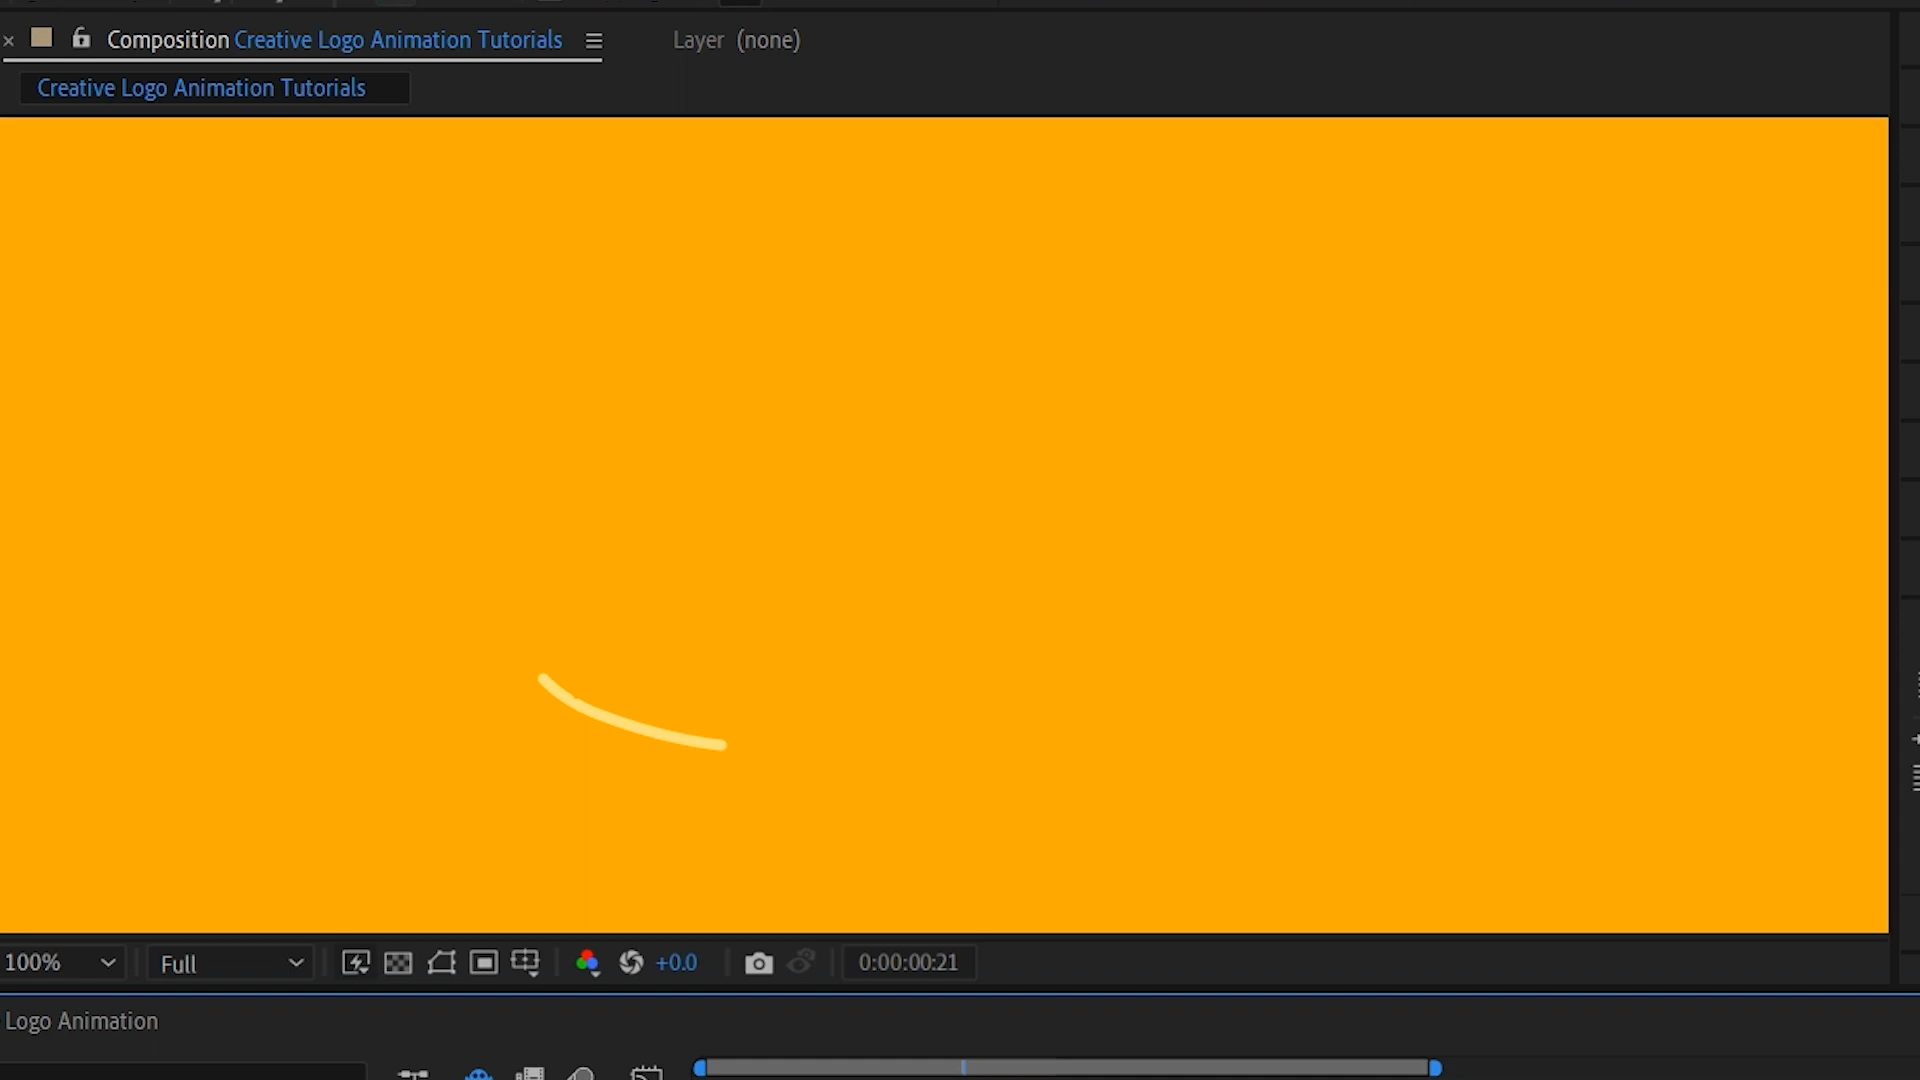 Composition Creative Logo Animation Tutorials
Layer (none)
Creative Logo Animation Tutorials
100%
Full
+0.0
0:00:00:21
Logo Animation